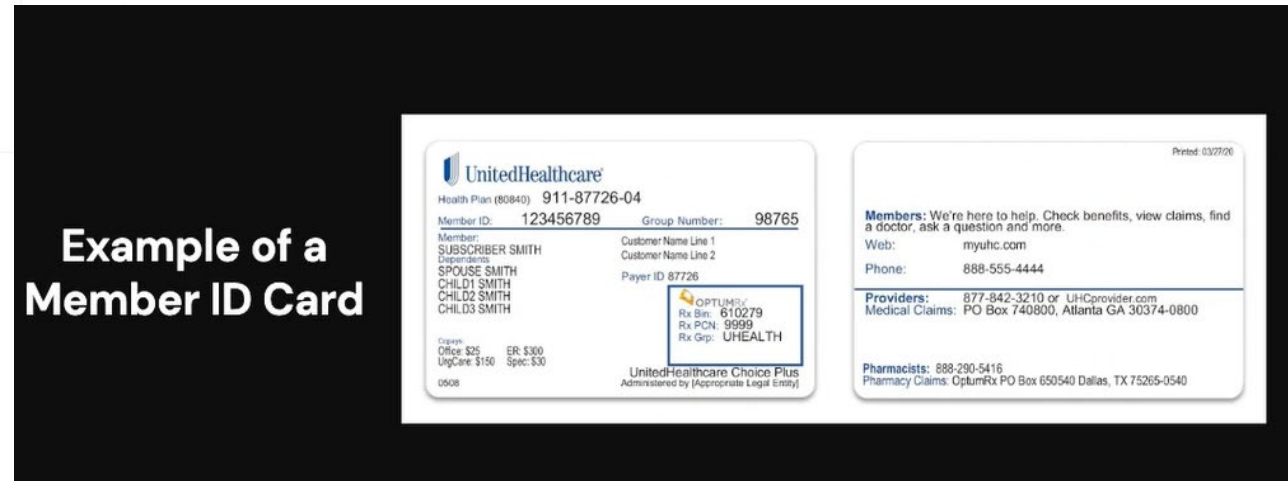 Example of a
Member ID Card
UnitedHealthcare®
Health Plan (80840) 911-87726-04
Member ID: 123456789 Group Number: 98765
Member:
SUBSCRIBER SMITH
Dependents
SPOUSE SMITH
CHILD1 SMITH
CHILD2 SMITH
CHILD3 SMITH
Customer Name Line 1
Customer Name Line 2
Payer ID 87726
OPTUMRx
Rx Bin: 610279
Rx PCN: 9999
Rx Grp: UHEALTH
Copays:
Office: $25 ER: $300
UrgCare: $150 Spec: $30
UnitedHealthcare Choice Plus
0508 Administered by [Appropriate Legal Entity]
Printed: 03/27/20
Members: We're here to help. Check benefits, view claims, find
a doctor, ask a question and more.
Web: myuhc.com
Phone: 888-555-4444
Providers: 877-842-3210 or UHCprovider.com
Medical Claims: PO Box 740800, Atlanta GA 30374-0800
Pharmacists: 888-290-5416
Pharmacy Claims: OptumRx PO Box 650540 Dallas, TX 75265-0540